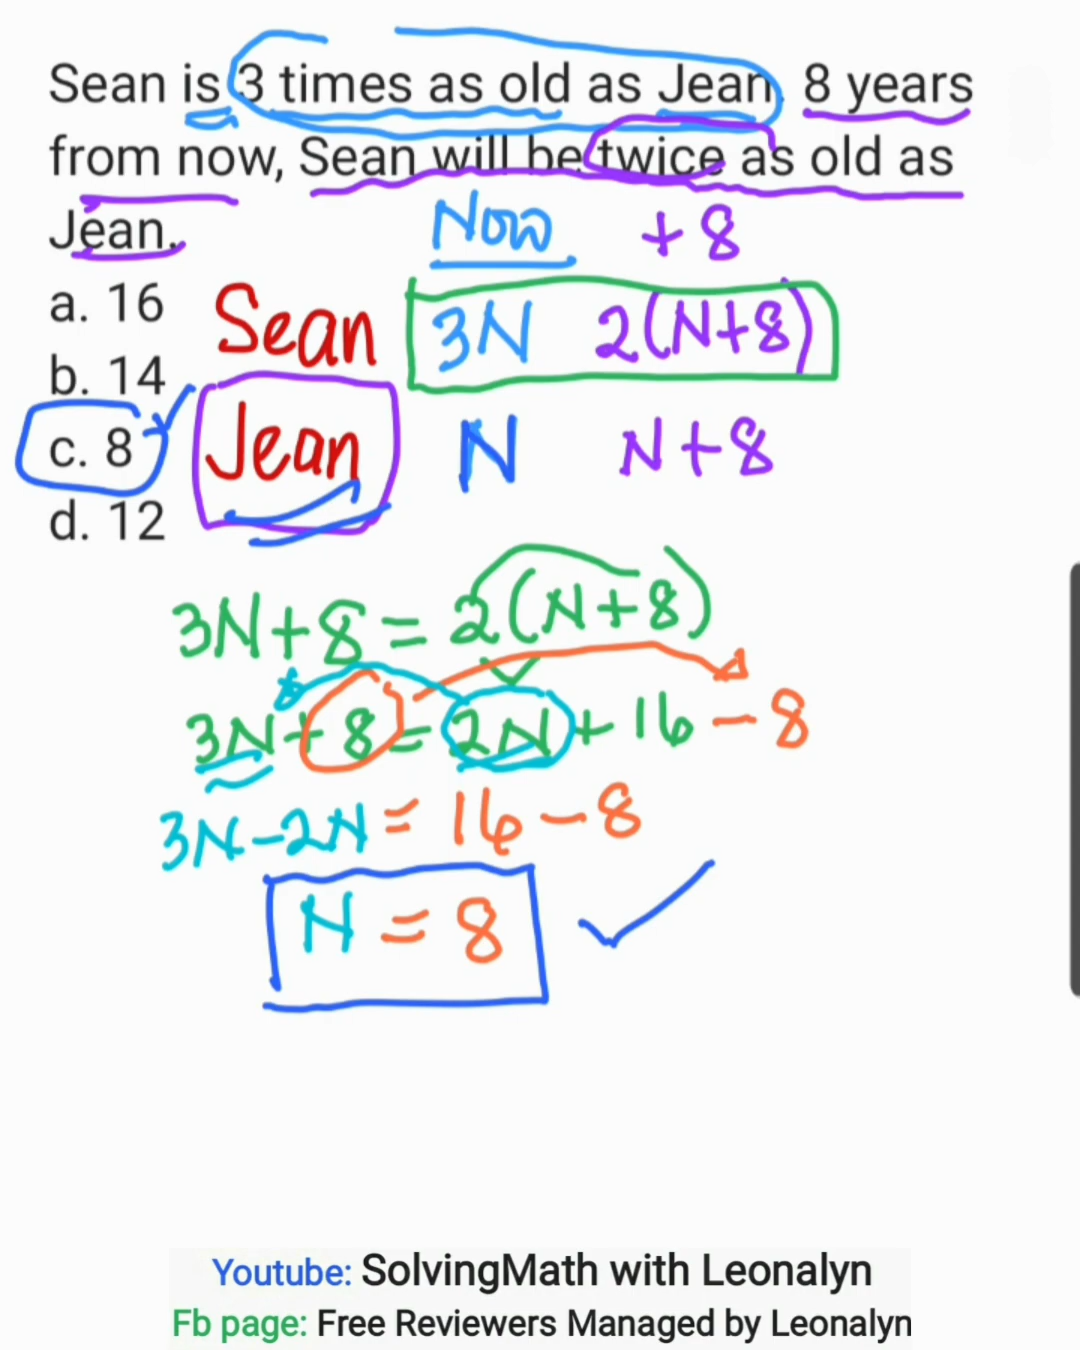 Sean is 3 times as old as Jean. 8 years
from now, Sean will be twice as old as
Jean.
Now +8
a. 16
Sean 3N 2(N+8)
b. 14
c. 8
Jean N N+8
d. 12
3N+8=2(N+8)
3N+8=2N+16-8
3N-2N=16-8
N=8
Youtube: SolvingMath with Leonalyn
Fb page: Free Reviewers Managed by Leonalyn